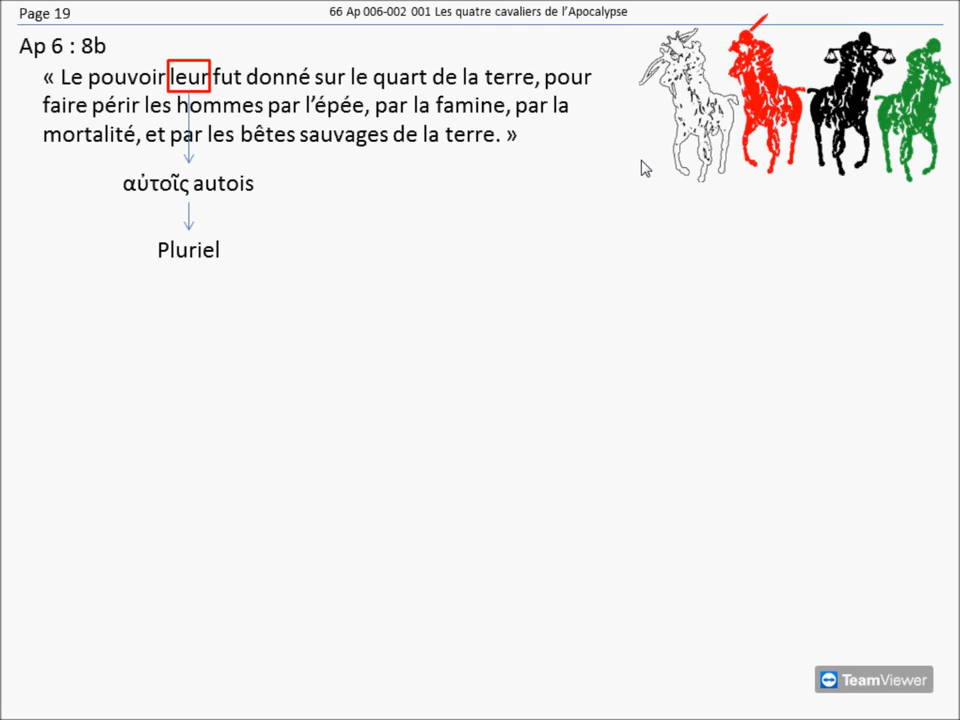 Page 19
66 Ap 006-002 001 Les quatre cavaliers de l’Apocalypse
Ap 6 : 8b
« Le pouvoir leur fut donné sur le quart de la terre, pour
faire périr les hommes par l’épée, par la famine, par la
mortalité, et par les bêtes sauvages de la terre. »
αὐτοῖς autois
Pluriel
TeamViewer